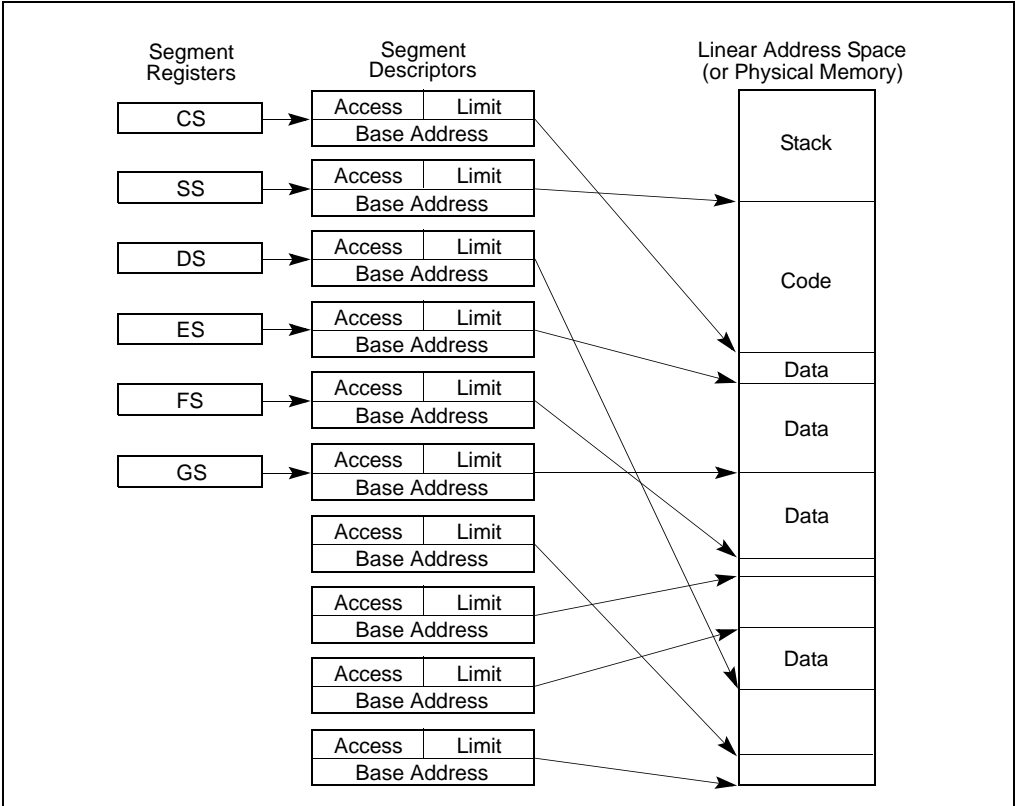 Segment
Registers
Segment
Descriptors
Linear Address Space
(or Physical Memory)
CS
Access Limit
Base Address
Stack
SS
Access Limit
Base Address
DS
Access Limit
Base Address
Code
ES
Access Limit
Base Address
Data
FS
Access Limit
Base Address
Data
GS
Access Limit
Base Address
Data
Access Limit
Base Address
Access Limit
Base Address
Access Limit
Base Address
Data
Access Limit
Base Address